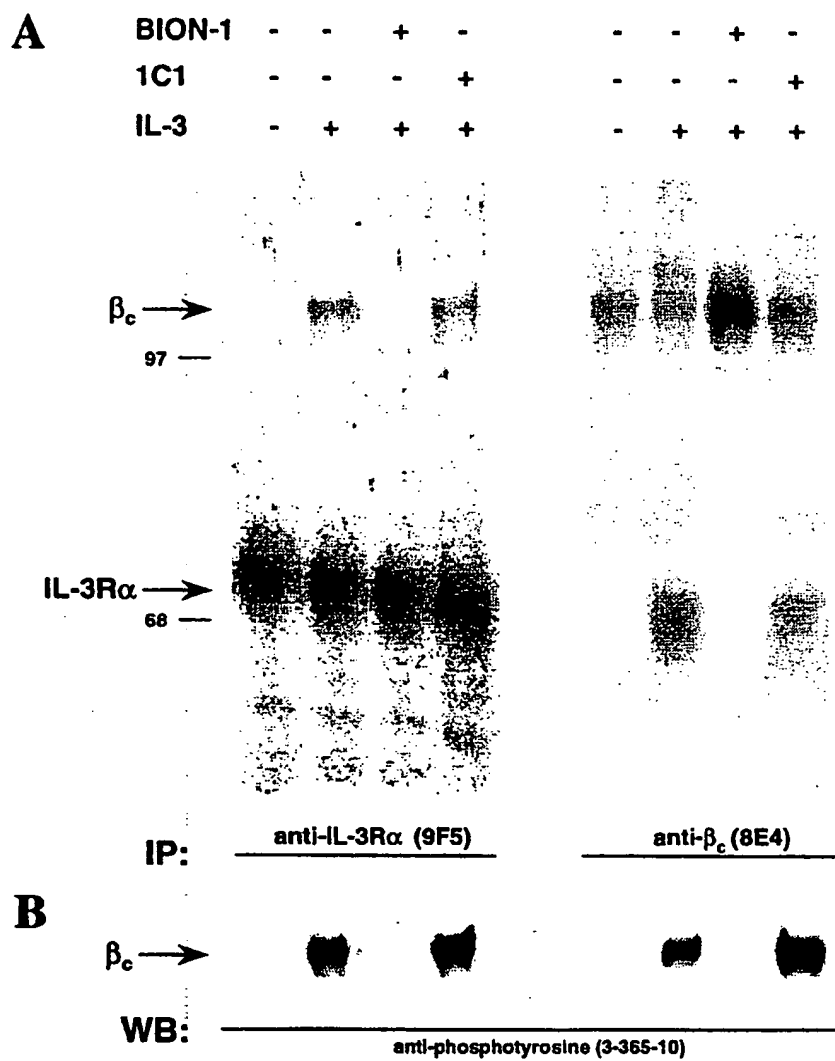 A
BION-1 - - + - - - + -
1C1 - - - + - - - +
IL-3 - + + + - + + +
βc
97
IL-3Rα
68
IP:
anti-IL-3Rα (9F5)
anti-βc (8E4)
B
βc
WB:
anti-phosphotyrosine (3-365-10)